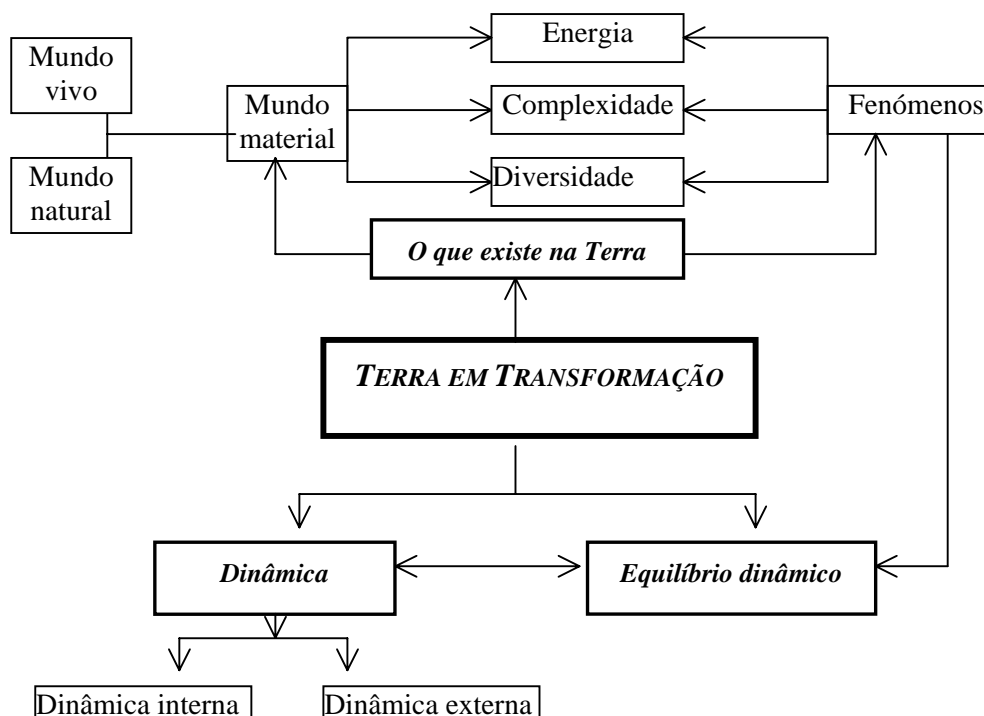 Energia
Mundo
vivo
Mundo
material
Complexidade
Fenómenos
Mundo
natural
Diversidade
O que existe na Terra
TERRA EM TRANSFORMAÇÃO
Dinâmica
Equilíbrio dinâmico
Dinâmica interna
Dinâmica externa